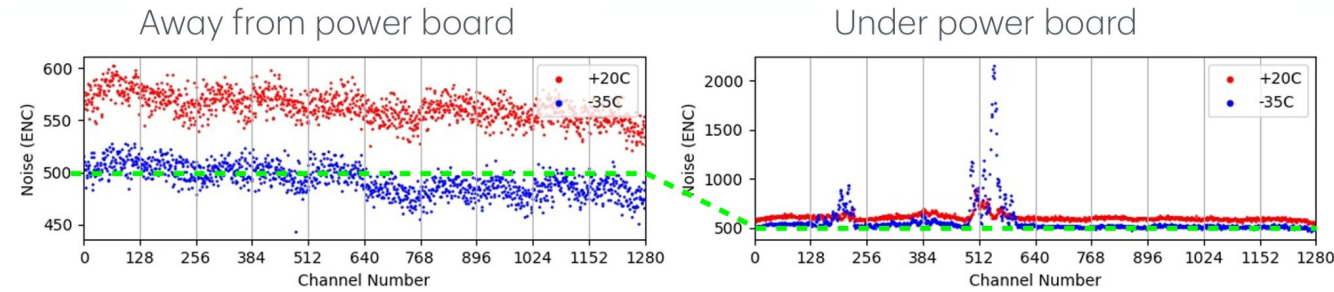 Away from power board
600
550
500
450
Noise (ENC)
+20C
-35C
0 128 256 384 512 640 768 896 1024 1152 1280
Channel Number
Under power board
2000
1500
1000
500
Noise (ENC)
+20C
-35C
0 128 256 384 512 640 768 896 1024 1152 1280
Channel Number